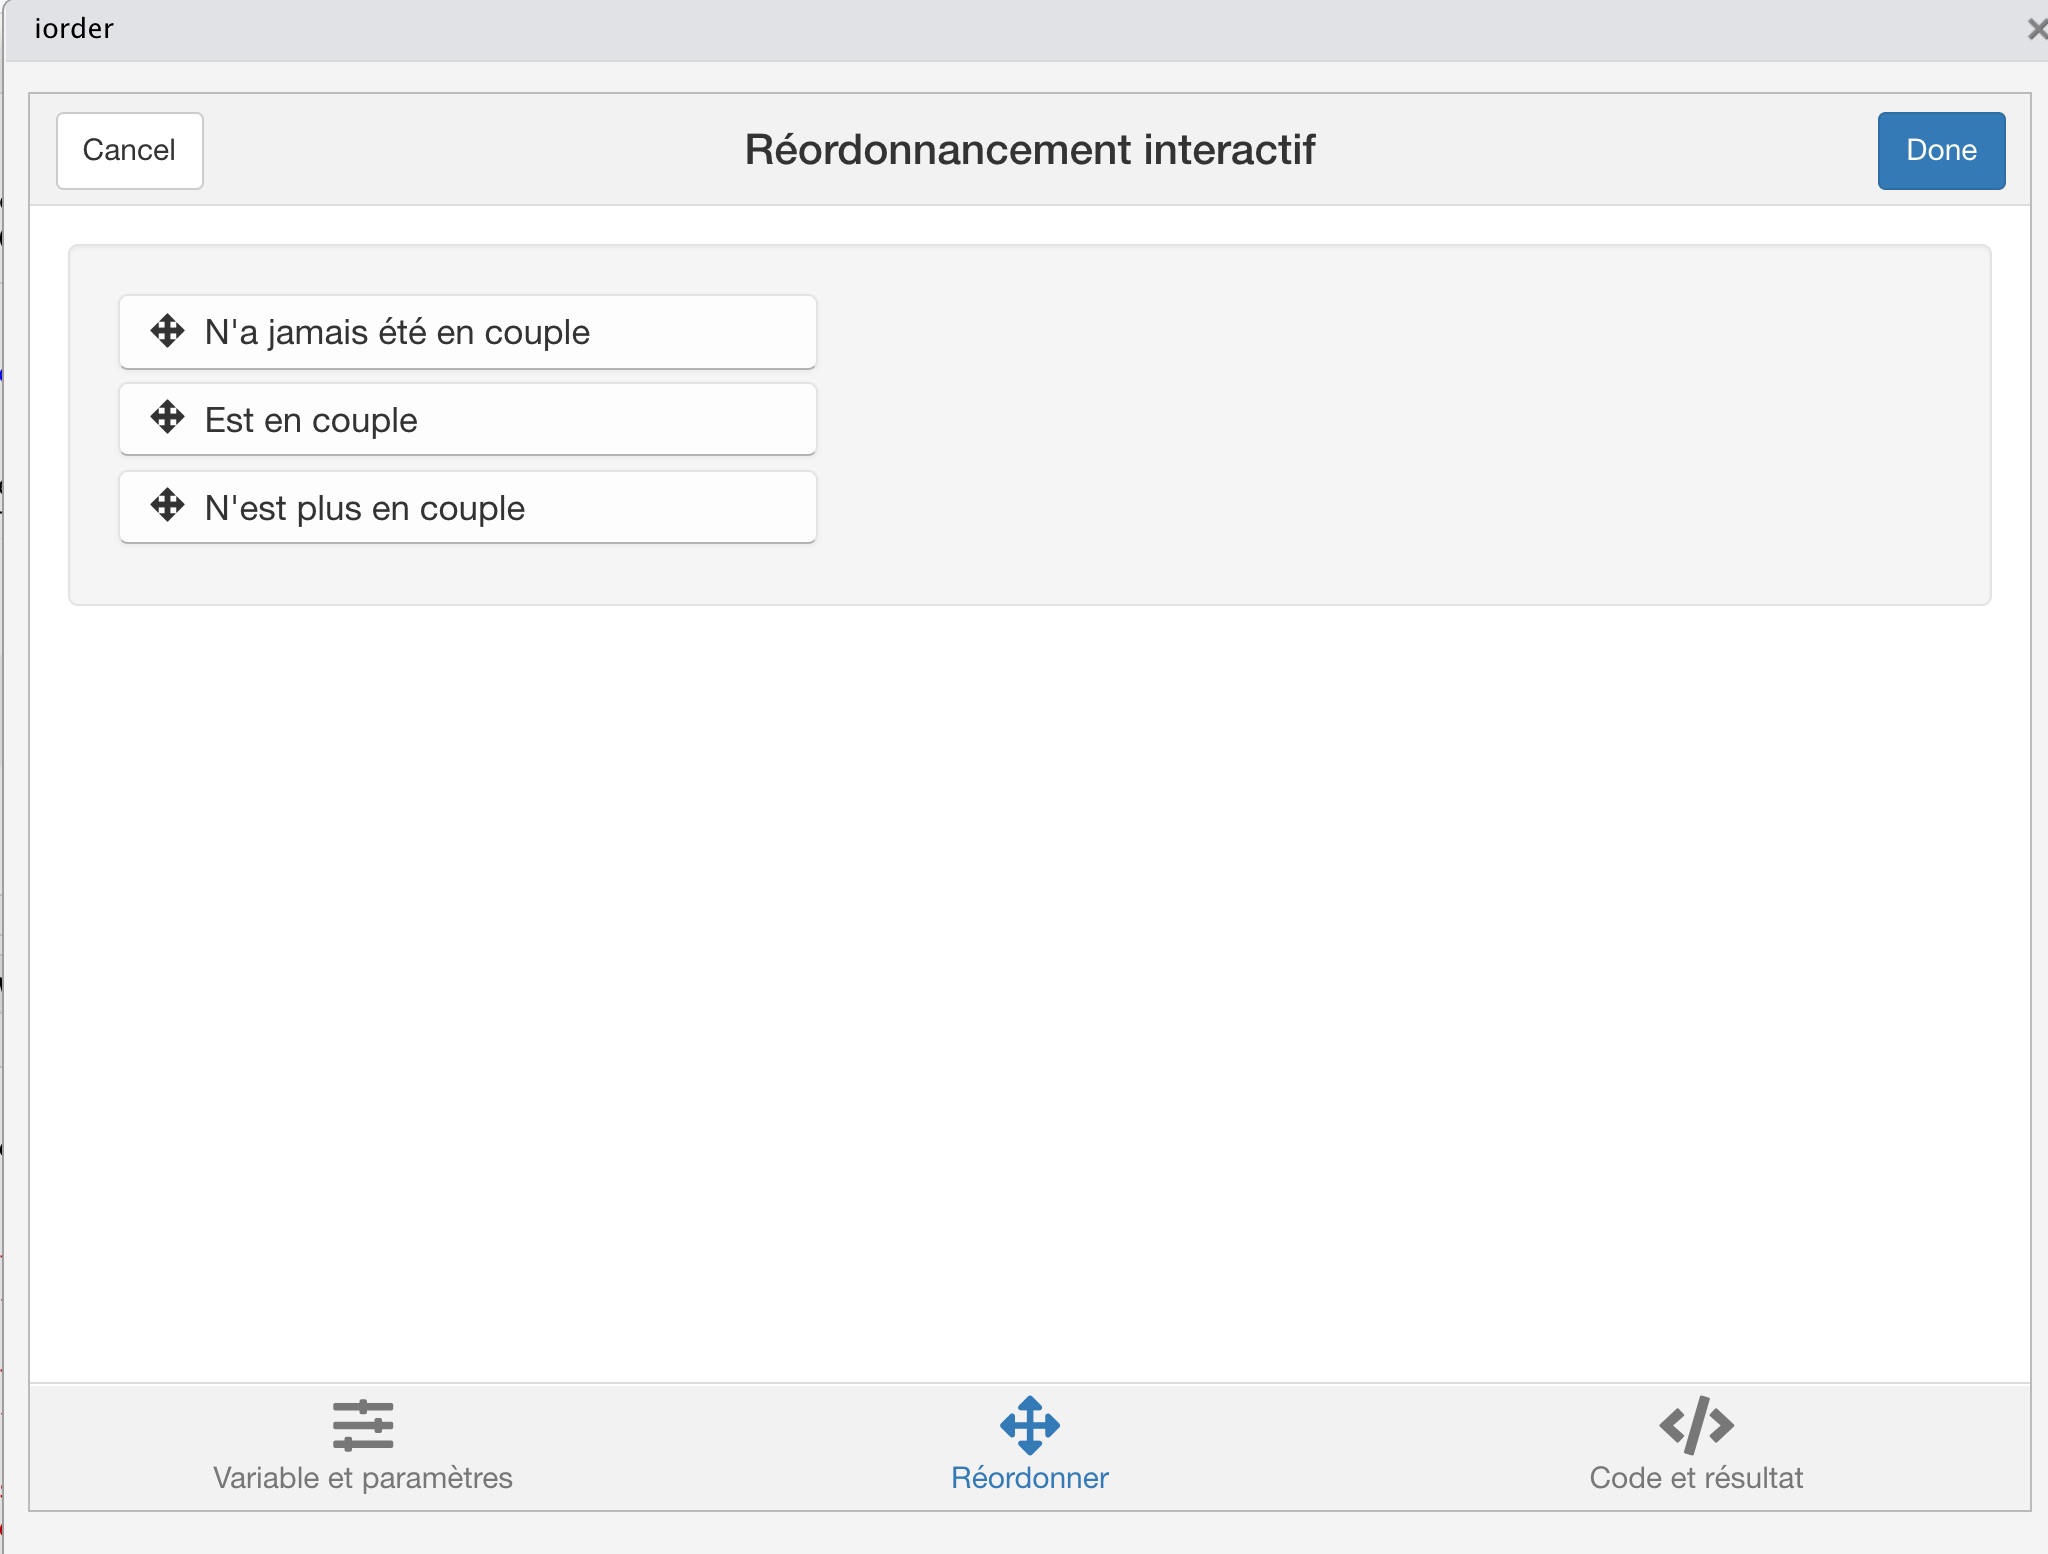 iorder
Cancel
Réordonnancement interactif
Done
N'a jamais été en couple
Est en couple
N'est plus en couple
Variable et paramètres
Réordonner
Code et résultat